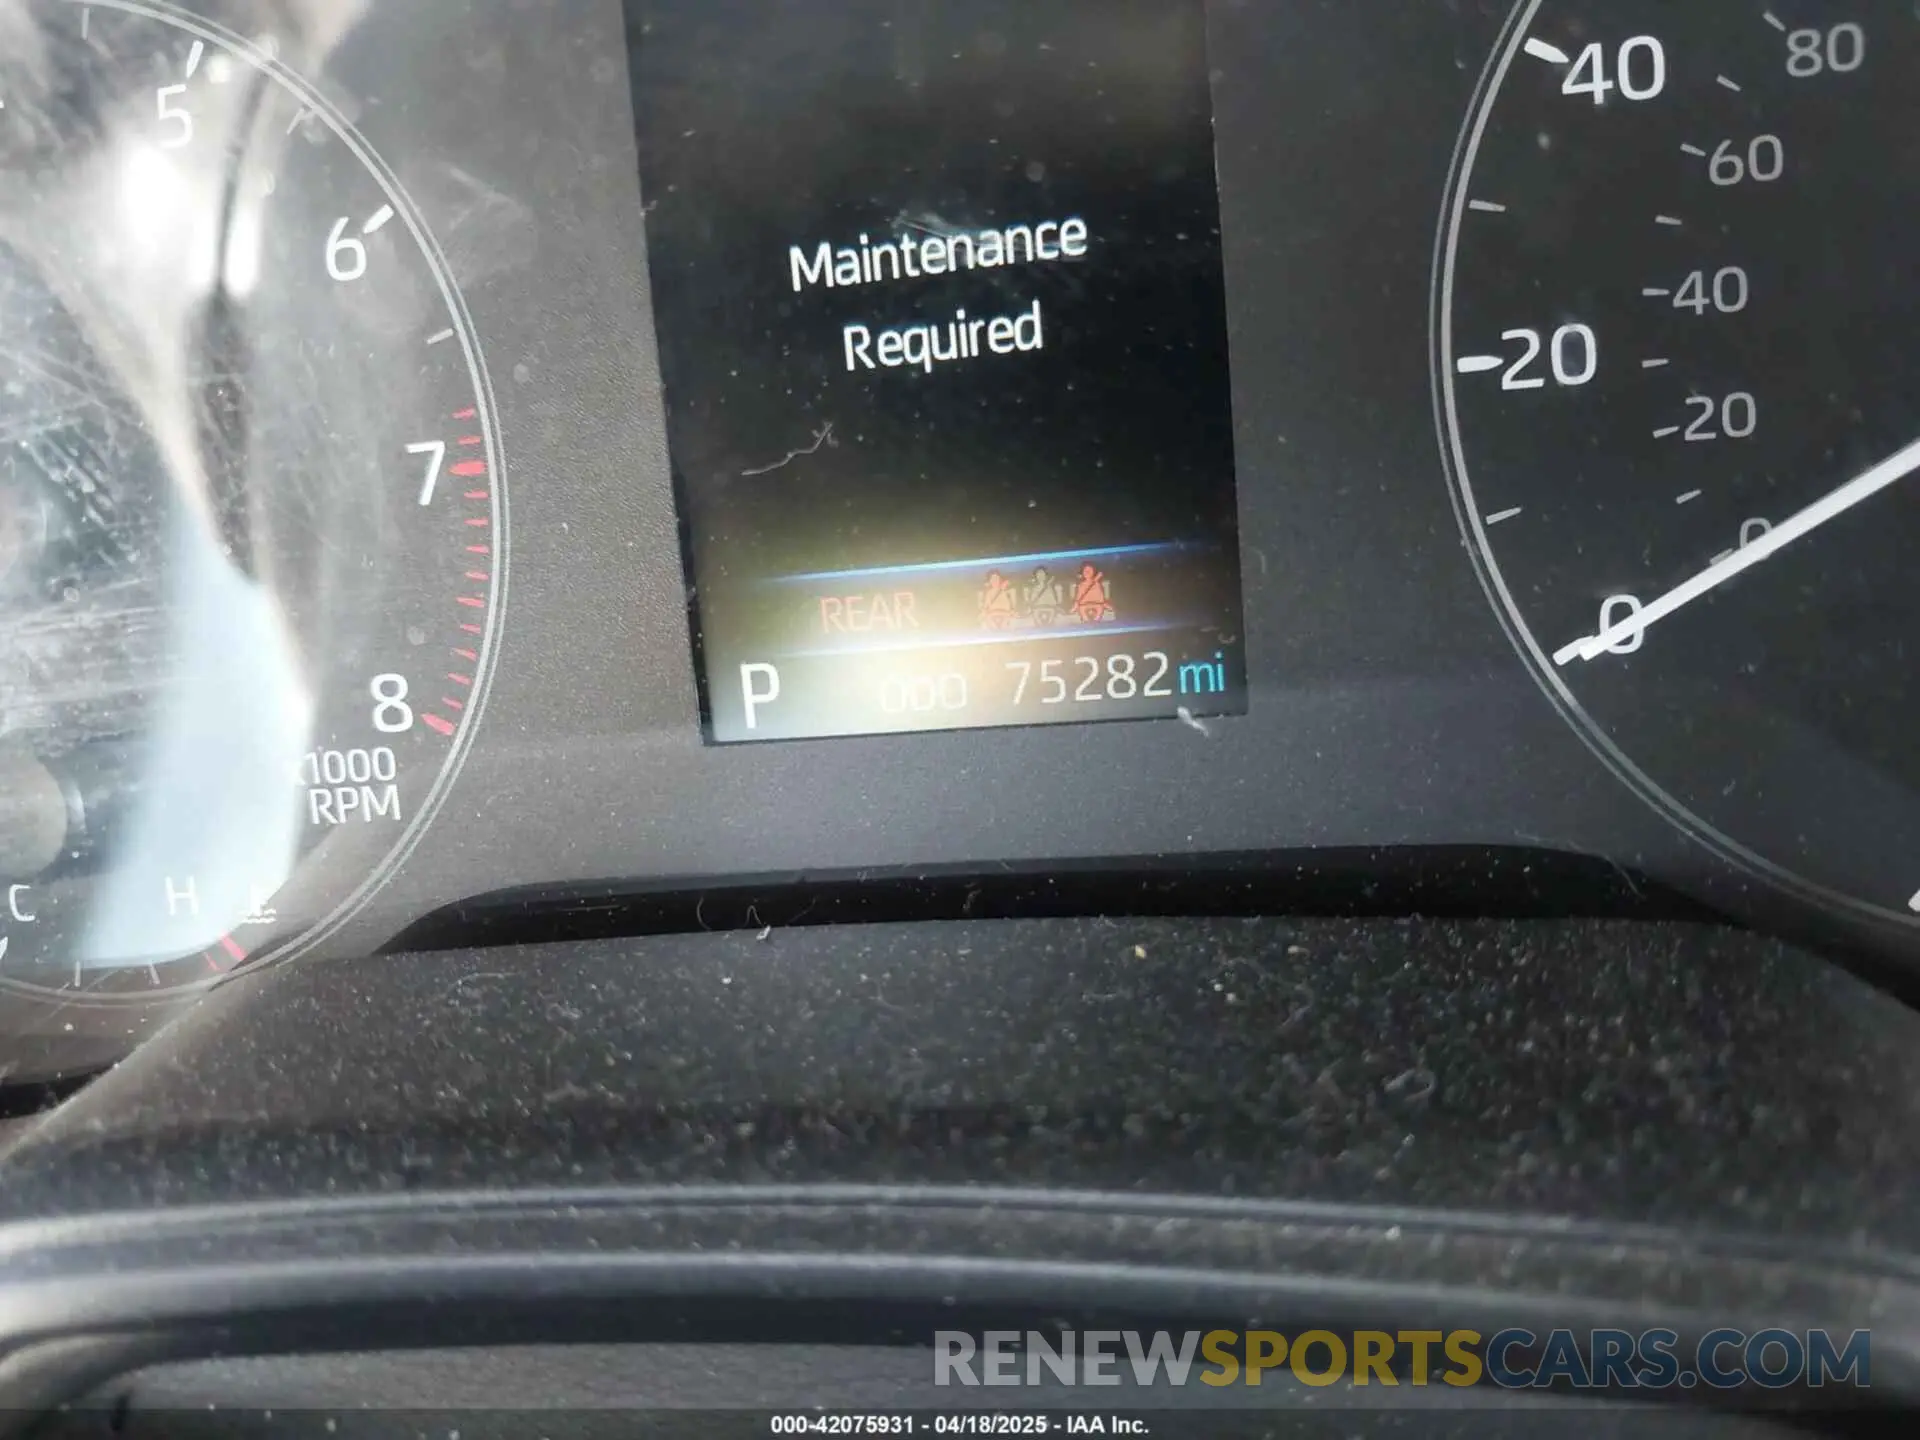 5
6
7
8
x1000
RPM
C
H
Maintenance
Required
REAR
P
000 75282 mi
40
80
60
40
20
20
0
0
RENEWSPORTSCARS.COM
000-42075931 - 04/18/2025 - IAA Inc.